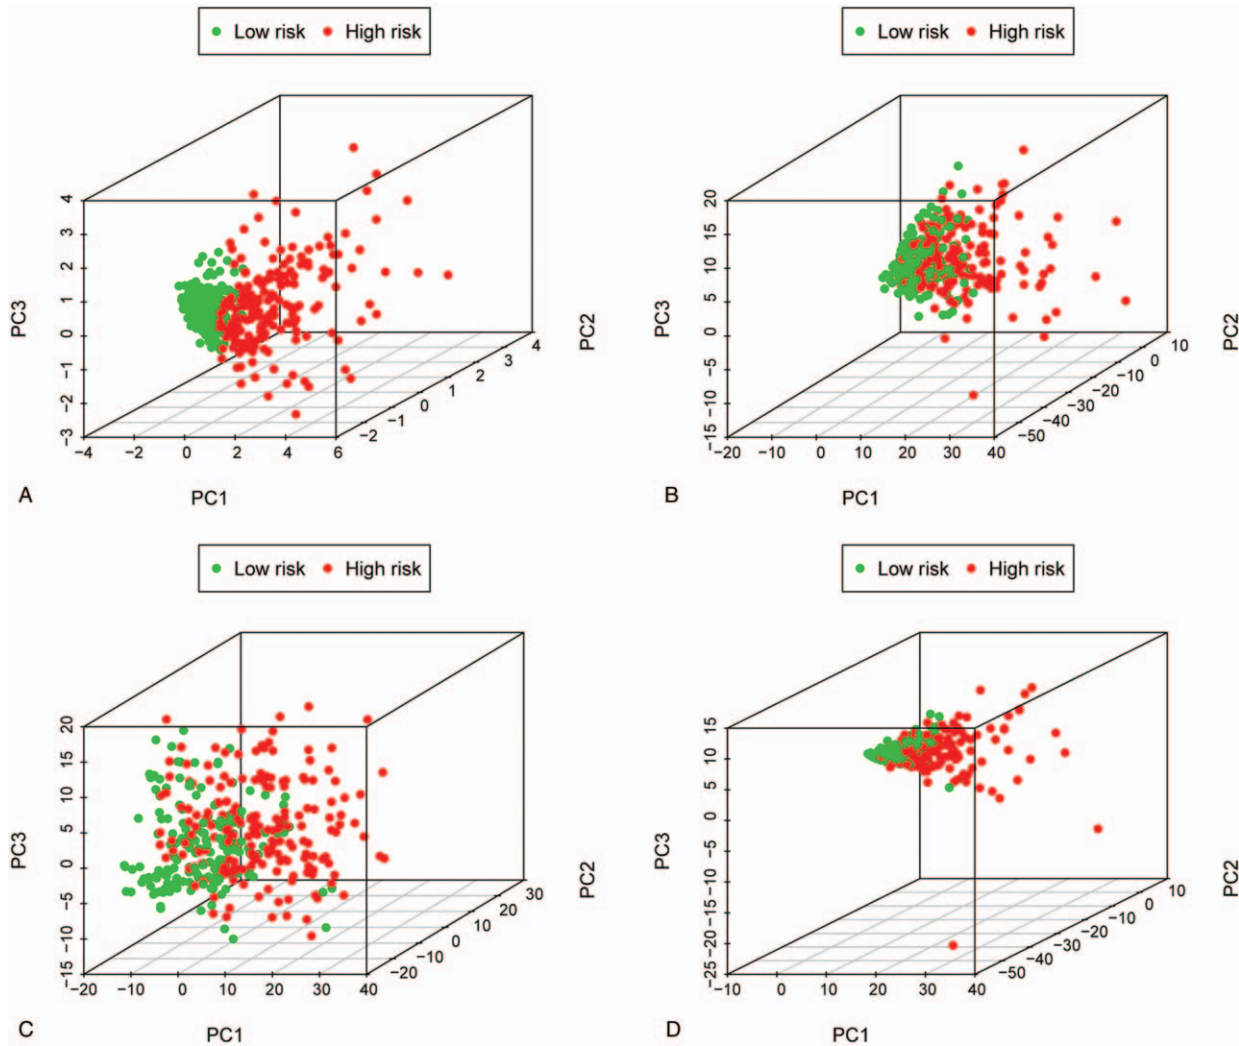 Low risk High risk
Low risk High risk
PC3
4
3
2
1
0
−1
−2
−3
−4 −2 0 2 4 6
−2
−1
0
1
2
3
4
PC2
A
PC1
PC3
20
15
10
5
0
−5
−10
−15
−20 −10 0 10 20 30 40
−50
−40
−30
−20
−10
0
10
PC2
B
PC1
Low risk High risk
Low risk High risk
PC3
20
15
10
5
0
−5
−10
−15
−20 −10 0 10 20 30 40
−20
−10
0
10
20
30
PC2
C
PC1
PC3
15
10
5
0
−5
−10
−15
−20
−25
−10 0 10 20 30 40
−50
−40
−30
−20
−10
0
10
PC2
D
PC1